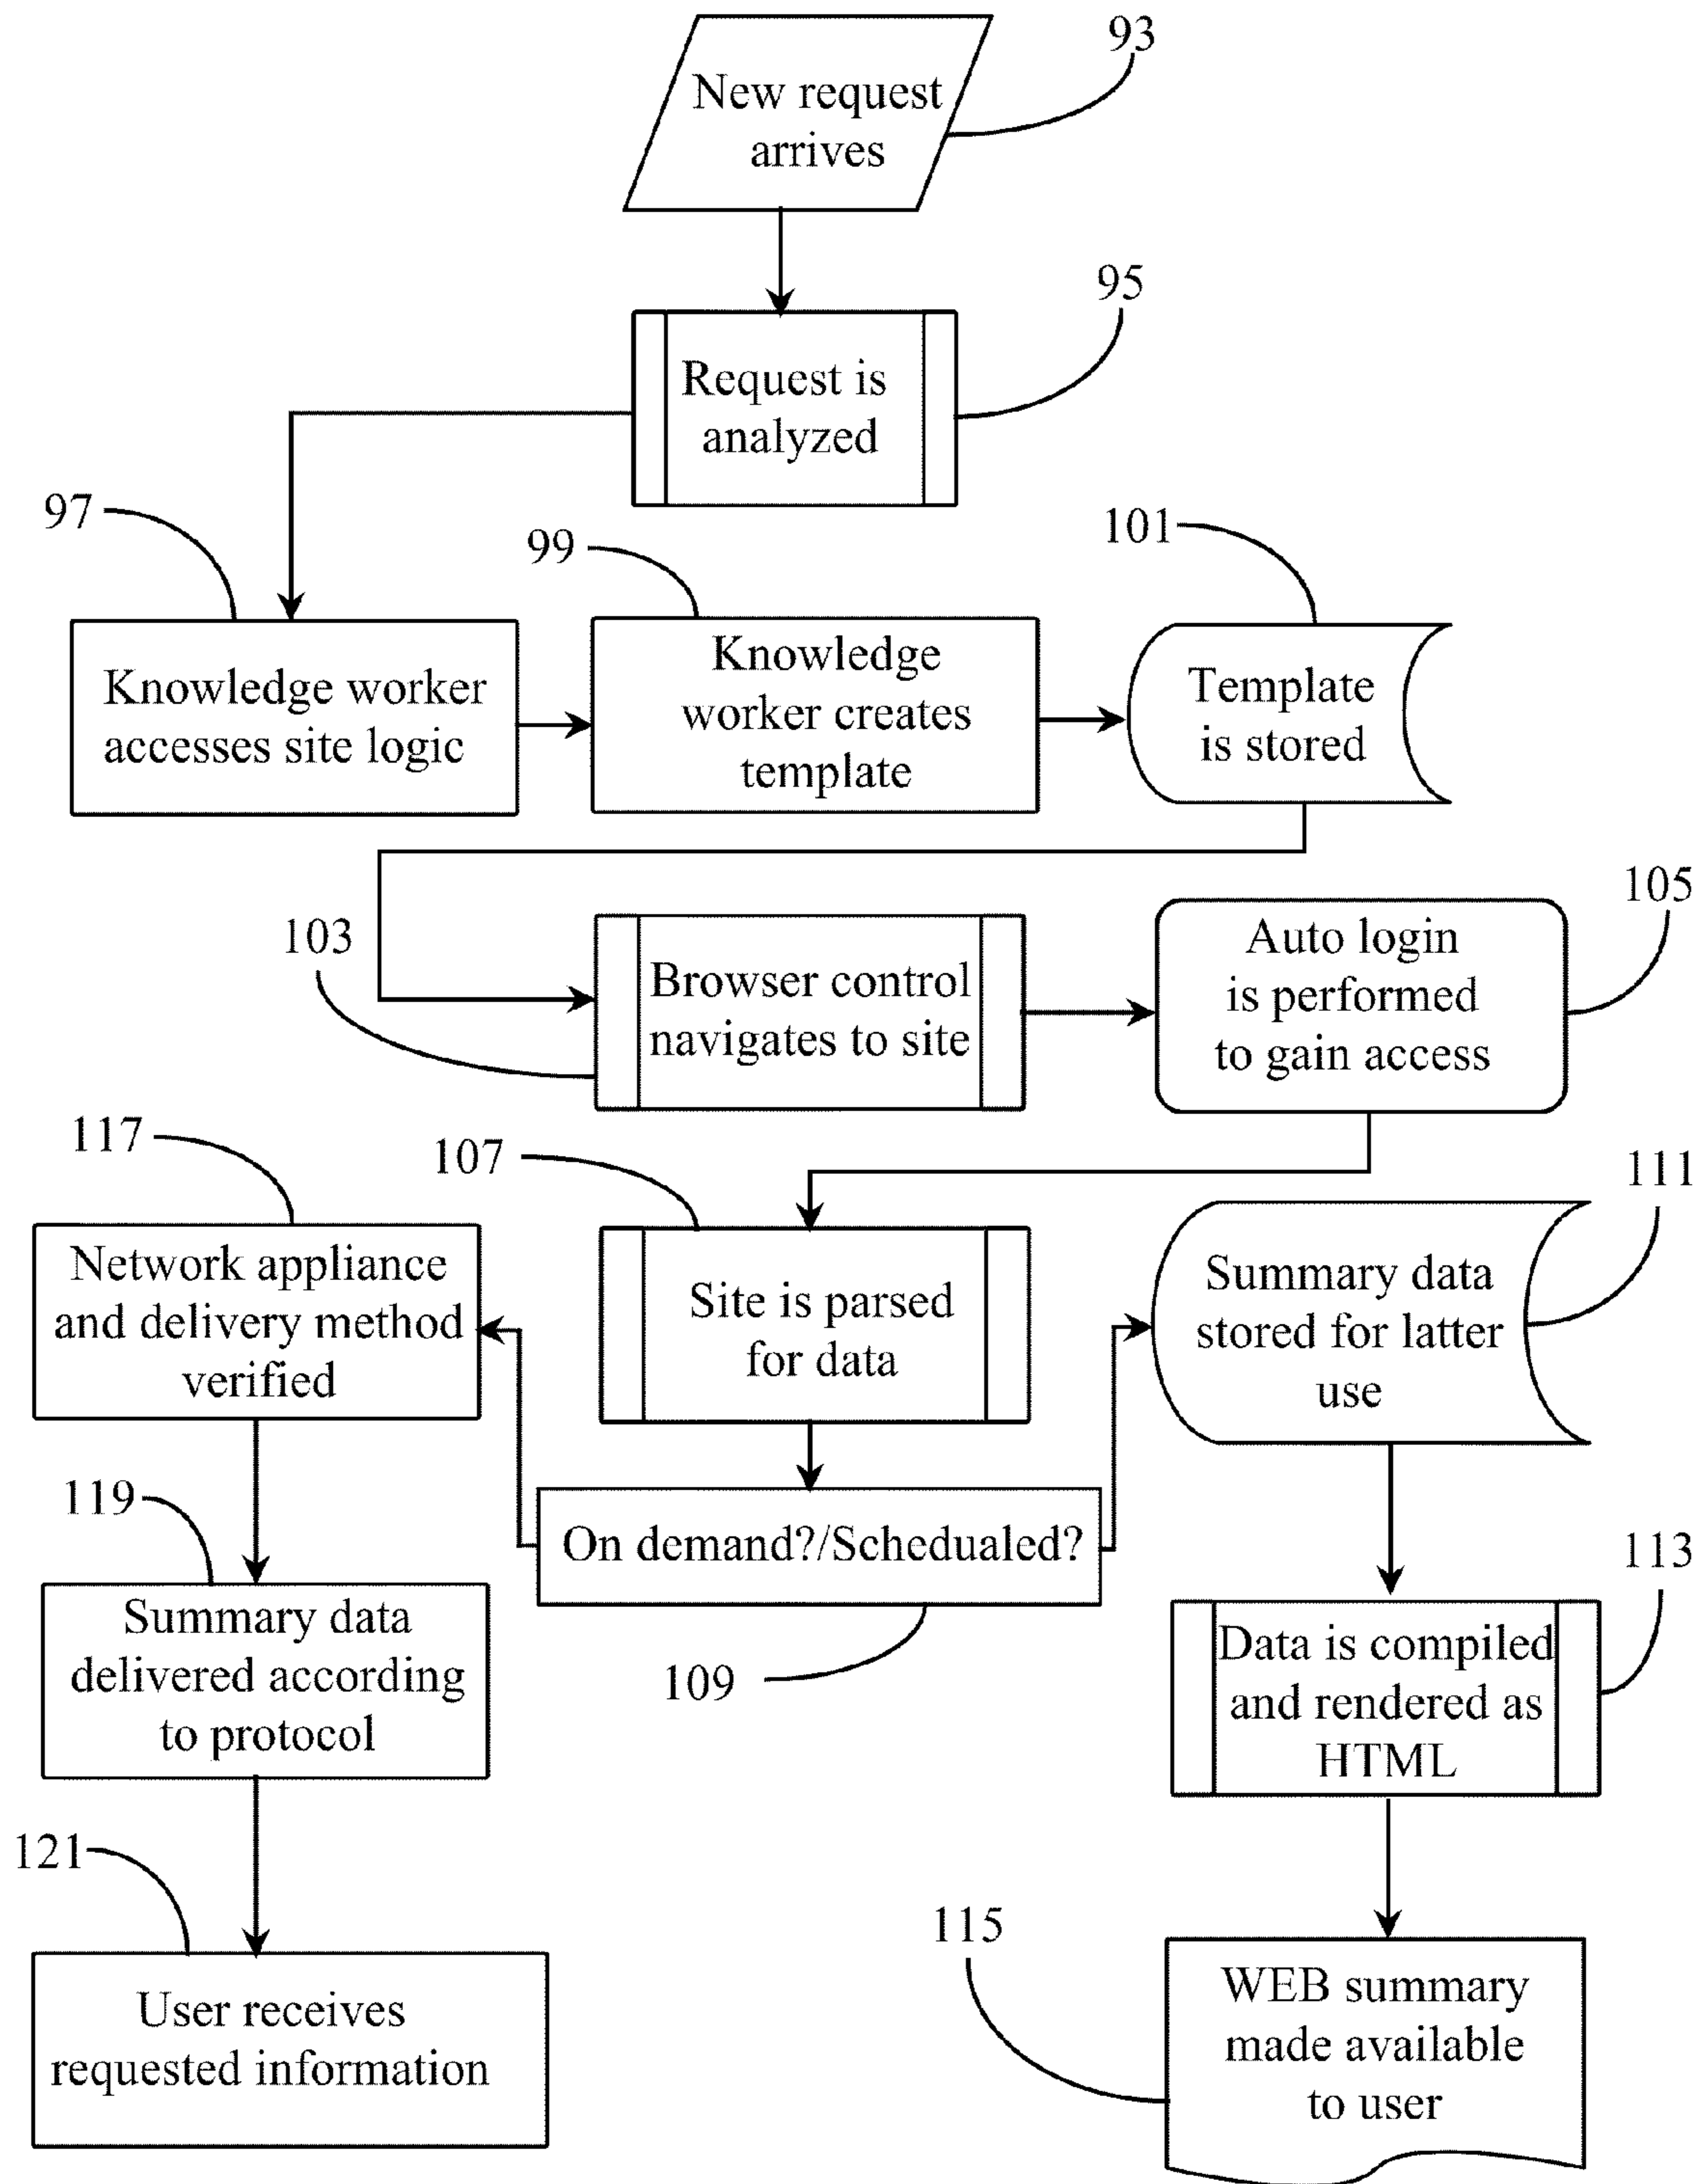 93
New request
arrives
95
Request is
analyzed
97
99
101
Knowledge worker
accesses site logic
Knowledge
worker creates
template
Template
is stored
103
105
Browser control
navigates to site
Auto login
is performed
to gain access
117
107
111
Network appliance
and delivery method
verified
Site is parsed
for data
Summary data
stored for latter
use
119
On demand?/Schedualed?
109
113
Summary data
delivered according
to protocol
Data is compiled
and rendered as
HTML
121
115
User receives
requested information
WEB summary
made available
to user